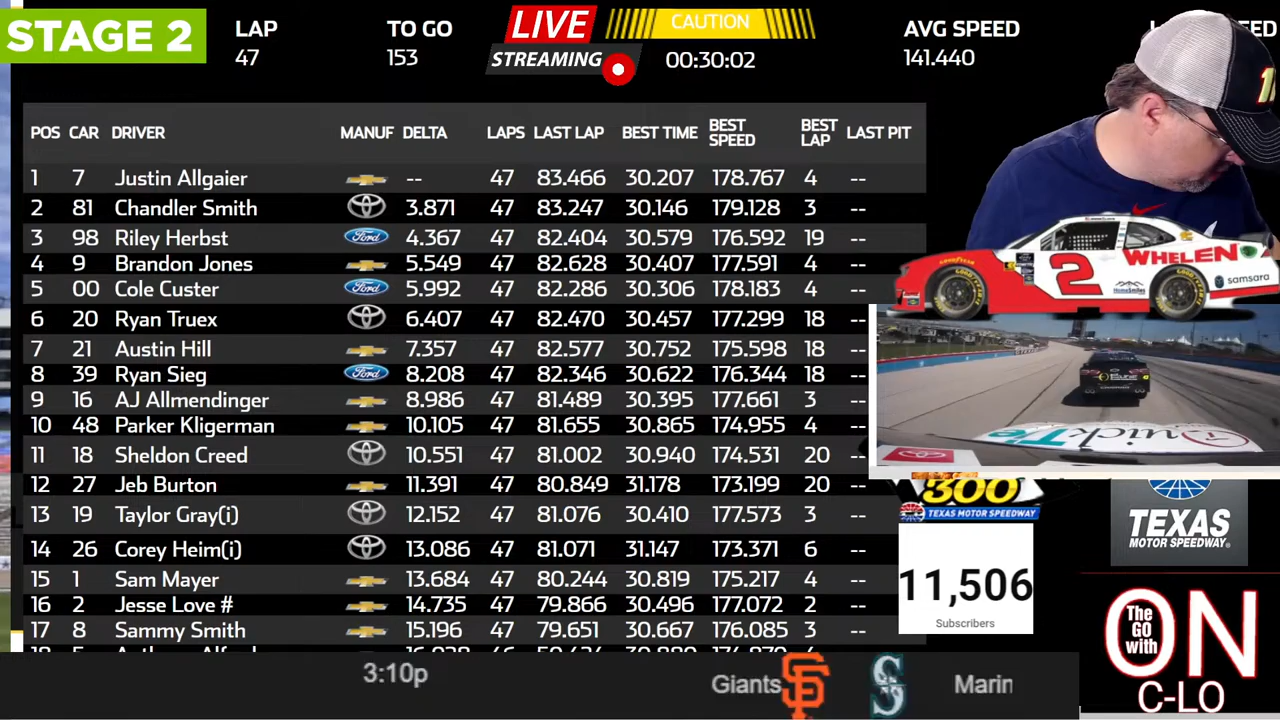 STAGE 2
LAP TO GO LIVE CAUTION AVG SPEED
47 153 STREAMING 00:30:02 141.440
POS CAR DRIVER MANUF DELTA LAPS LAST LAP BEST TIME BEST SPEED BEST LAP LAST PIT
1 7 Justin Allgaier -- 47 83.466 30.207 178.767 4 --
2 81 Chandler Smith 3.871 47 83.247 30.146 179.128 3 --
3 98 Riley Herbst Ford 4.367 47 82.404 30.579 176.592 19 --
4 9 Brandon Jones 5.549 47 82.628 30.407 177.591 4 --
5 00 Cole Custer Ford 5.992 47 82.286 30.306 178.183 4 --
6 20 Ryan Truex 6.407 47 82.470 30.457 177.299 18 --
7 21 Austin Hill 7.357 47 82.577 30.752 175.598 18 --
8 39 Ryan Sieg Ford 8.208 47 82.346 30.622 176.344 18 --
9 16 AJ Allmendinger 8.986 47 81.489 30.395 177.661 3 --
10 48 Parker Kligerman 10.105 47 81.655 30.865 174.955 4 --
11 18 Sheldon Creed 10.551 47 81.002 30.940 174.531 20 --
12 27 Jeb Burton 11.391 47 80.849 31.178 173.199 20 --
13 19 Taylor Gray(i) 12.152 47 81.076 30.410 177.573 3 --
14 26 Corey Heim(i) 13.086 47 81.071 31.147 173.371 6 --
15 1 Sam Mayer 13.684 47 80.244 30.819 175.217 4 --
16 2 Jesse Love # 14.735 47 79.866 30.496 177.072 2 --
17 8 Sammy Smith 15.196 47 79.651 30.667 176.085 3 --
2 WHELEN
samsara
HomeSmiles
QuickTie
300
TEXAS MOTOR SPEEDWAY
TEXAS
MOTOR SPEEDWAY
11,506
Subscribers
The Go with ON
C-LO
3:10p Giants SF S Marin